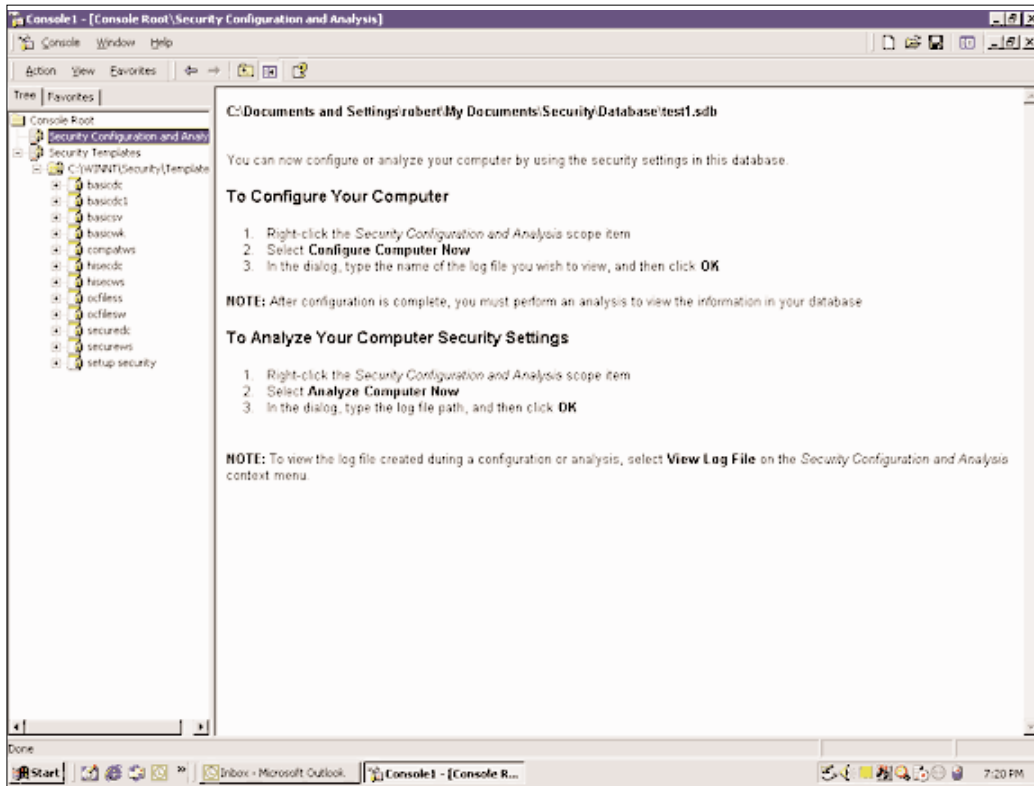 Console1 - [Console Root\Security Configuration and Analysis]
Console Window Help
Action View Favorites
Tree Favorites
Console Root
Security Configuration and Analy
Security Templates
C:\WINNT\Security\Template
basicdc
basicdc1
basicsv
basicwk
compatws
hisecdc
hisecws
ocfiless
ocfilesw
securedc
securews
setup security
C:\Documents and Settings\robert\My Documents\Security\Database\test1.sdb
You can now configure or analyze your computer by using the security settings in this database.
To Configure Your Computer
1. Right-click the Security Configuration and Analysis scope item
2. Select Configure Computer Now
3. In the dialog, type the name of the log file you wish to view, and then click OK
NOTE: After configuration is complete, you must perform an analysis to view the information in your database
To Analyze Your Computer Security Settings
1. Right-click the Security Configuration and Analysis scope item
2. Select Analyze Computer Now
3. In the dialog, type the log file path, and then click OK
NOTE: To view the log file created during a configuration or analysis, select View Log File on the Security Configuration and Analysis
context menu.
Done
Start » Inbox - Microsoft Outlook Console1 - [Console R... 7:20 PM